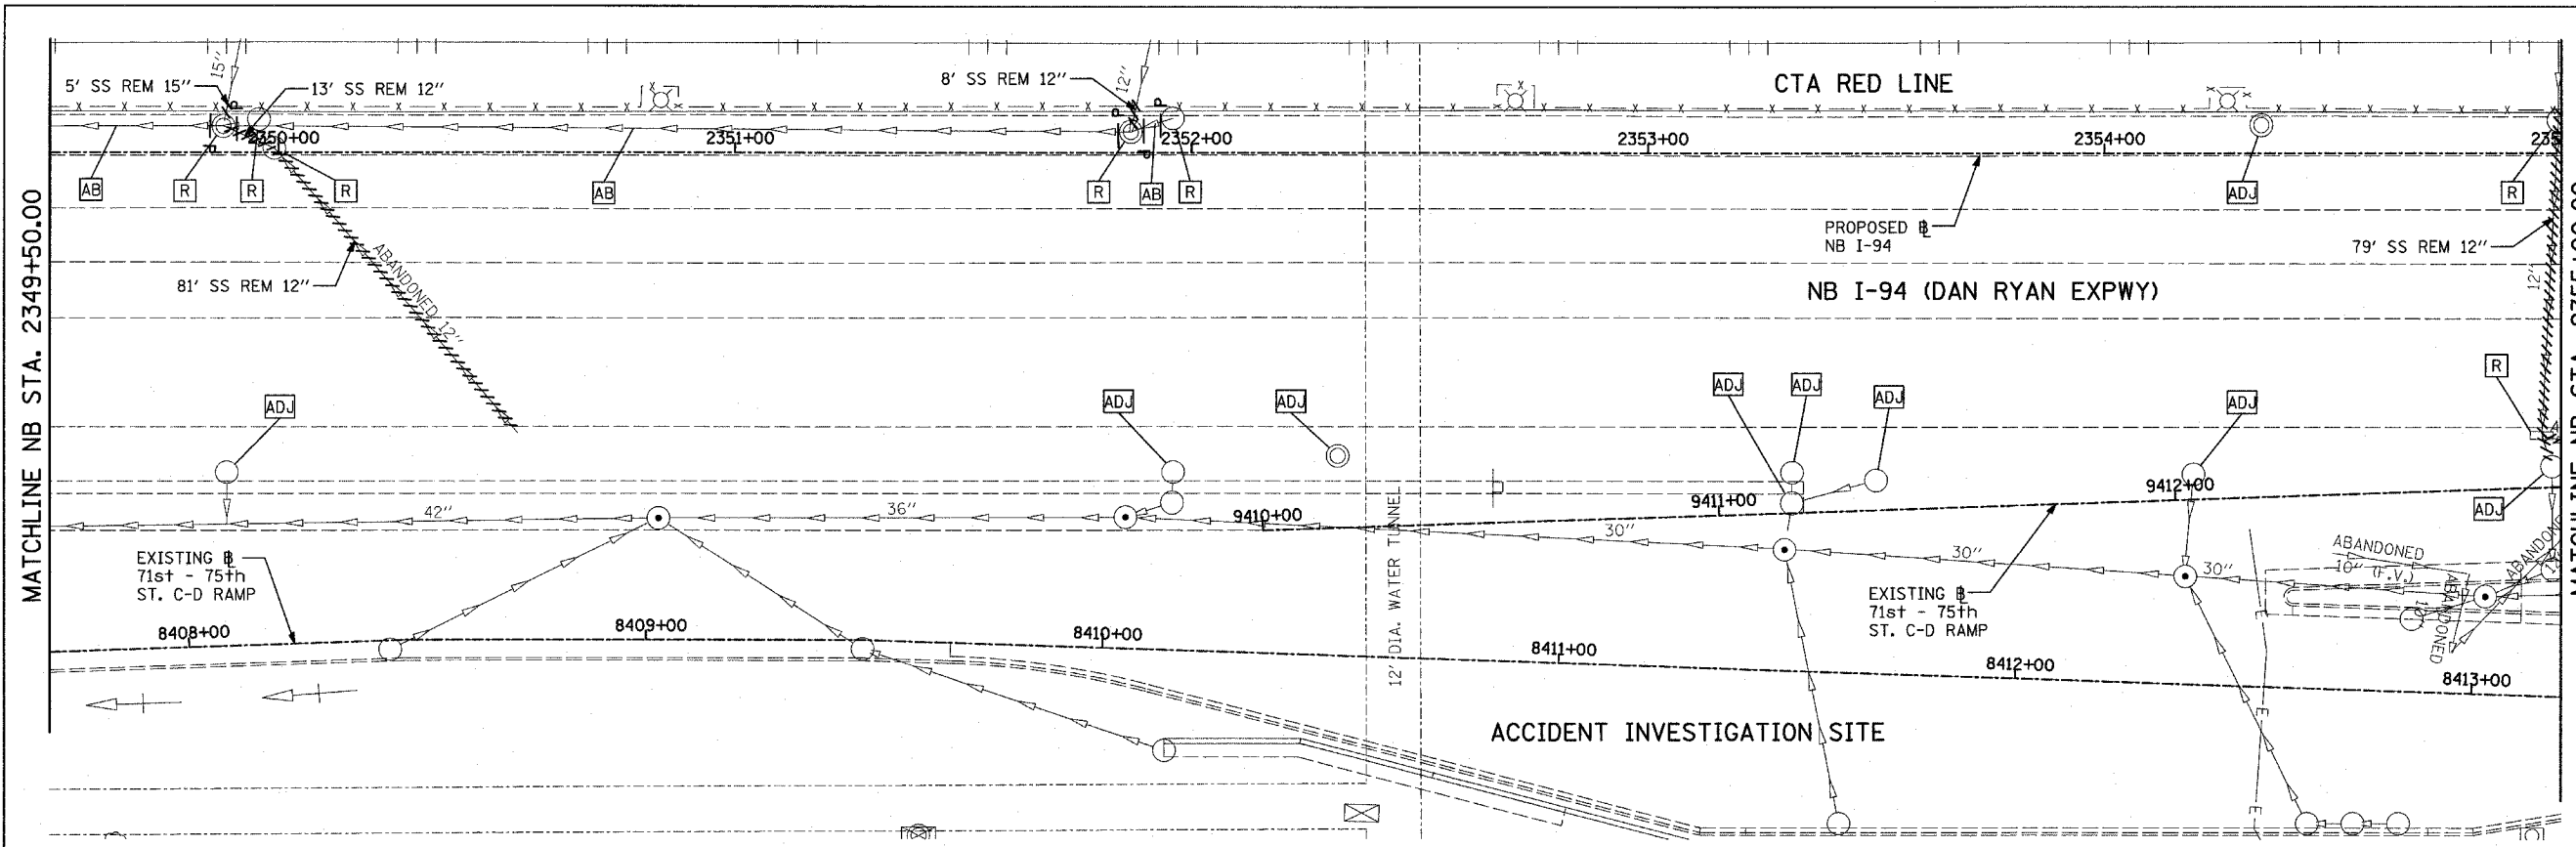 15"
5' SS REM 15"
13' SS REM 12"
8' SS REM 12"
12"
CTA RED LINE
2350+00
2351+00
2352+00
2353+00
2354+00
AB
R
R
R
AB
R
AB
R
ADJ
R
MATCHLINE NB STA. 2349+50.00
PROPOSED BL
NB I-94
79' SS REM 12"
81' SS REM 12"
ABANDONED 12"
12"
NB I-94 (DAN RYAN EXPWY)
R
ADJ
ADJ
ADJ
ADJ
ADJ
ADJ
ADJ
ADJ
42"
36"
9410+00
9411+00
9412+00
30"
30"
30"
12' DIA. WATER TUNNEL
EXISTING BL
71st - 75th
ST. C-D RAMP
EXISTING BL
71st - 75th
ST. C-D RAMP
ABANDONED
10" (F.V.)
ABANDONED
ABANDONED
8408+00
8409+00
8410+00
8411+00
8412+00
8413+00
E
E
E
ACCIDENT INVESTIGATION SITE